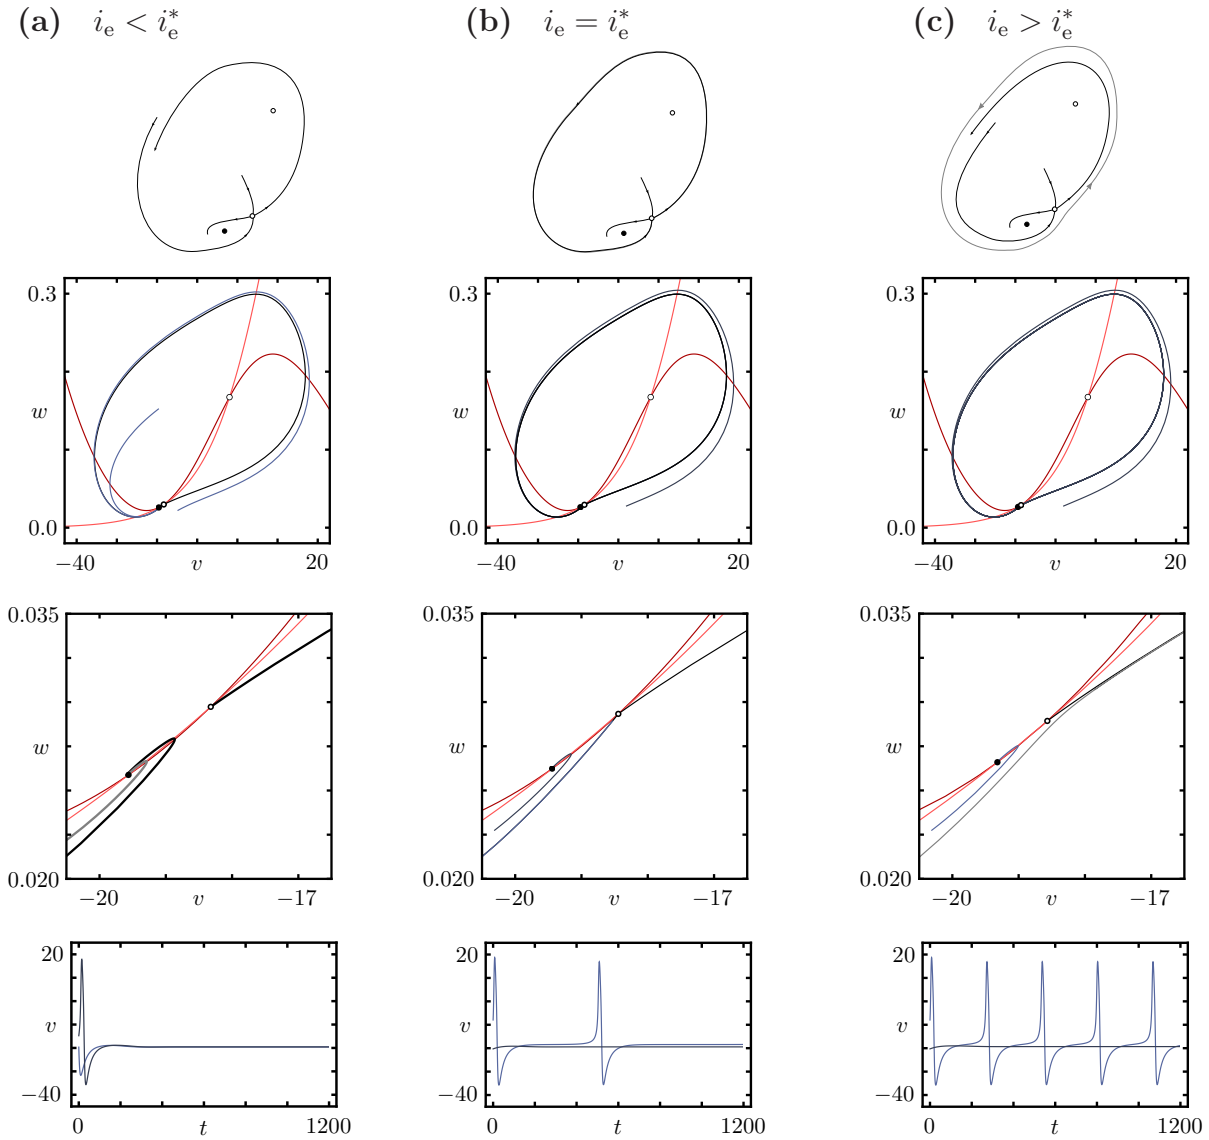 (a) i_e < i_e^* (b) i_e = i_e^* (c) i_e > i_e^*
0.3 0.3 0.3
w w w
0.0 0.0 0.0
−40 v 20 −40 v 20 −40 v 20
0.035 0.035 0.035
w w w
0.020 0.020 0.020
−20 v −17 −20 v −17 −20 v −17
20 20 20
v v v
−40 −40 −40
0 t 1200 0 t 1200 0 t 1200